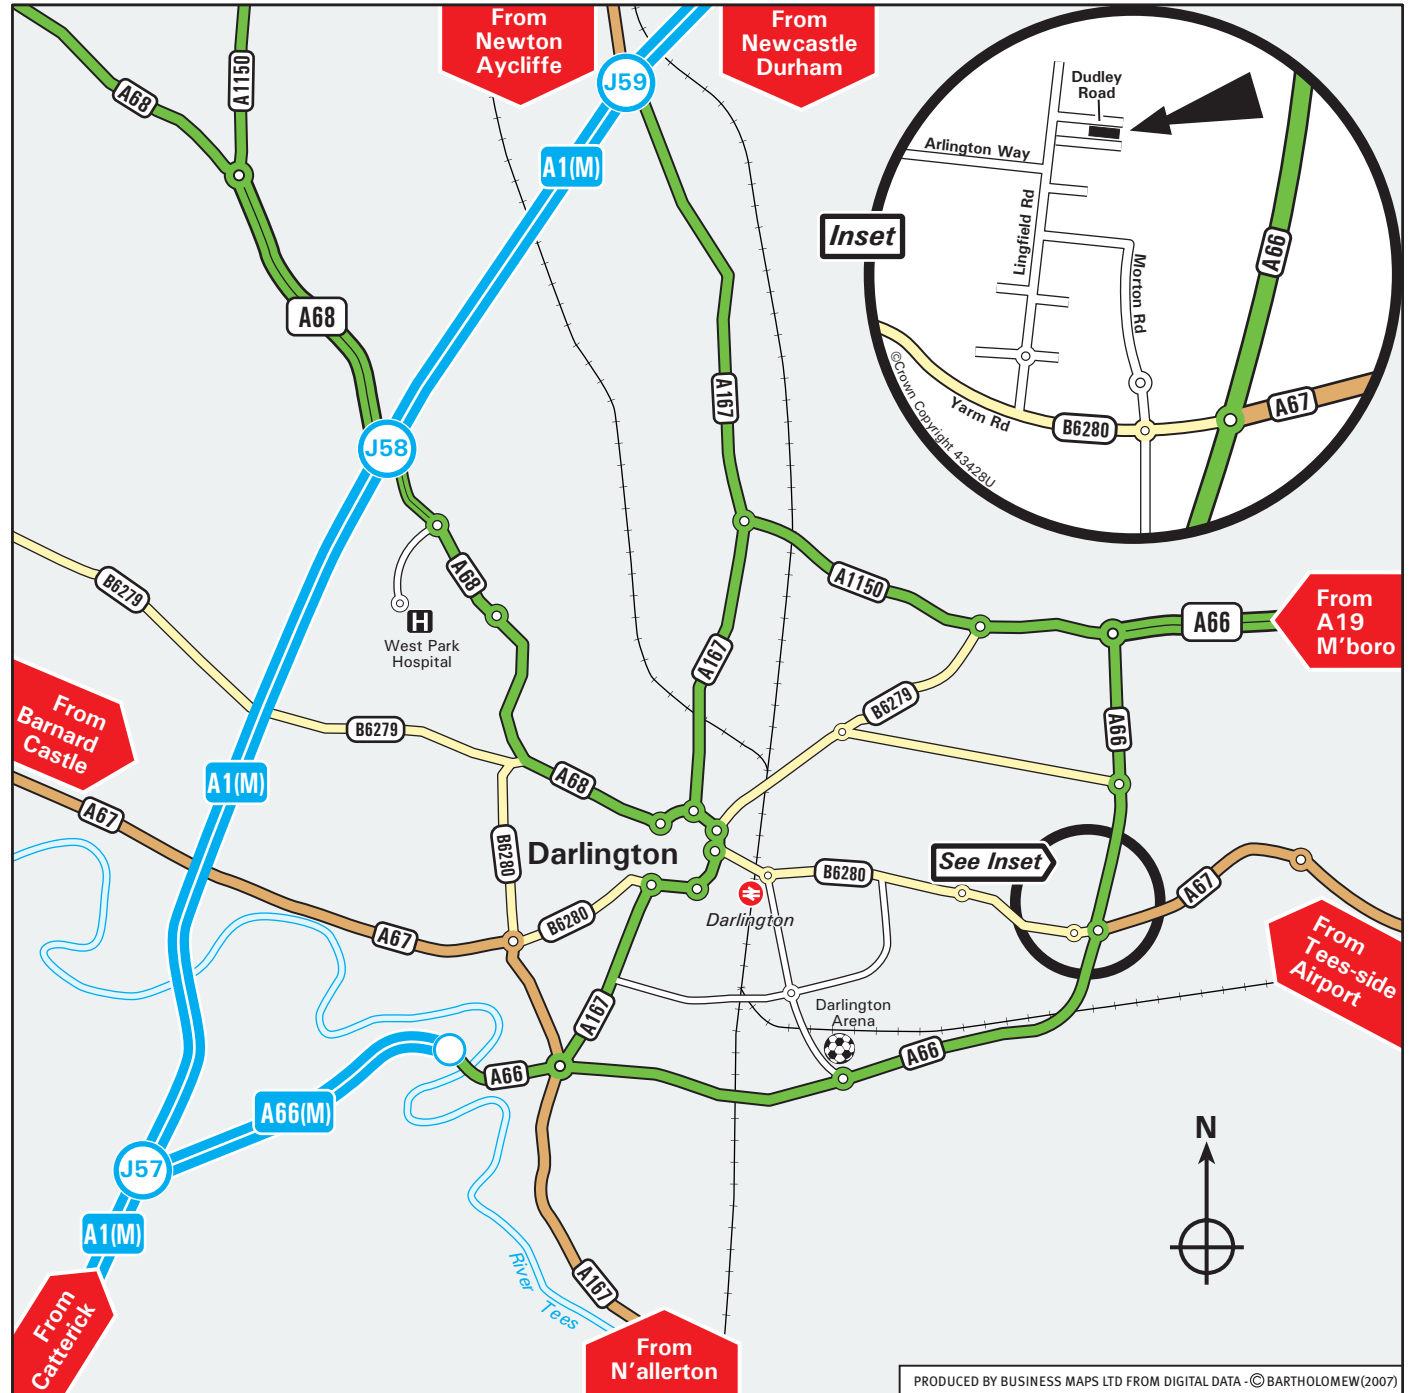 From
Newton
Aycliffe
From
Newcastle
Durham
J59
A68
A1150
A1(M)
Dudley
Road
Arlington Way
Lingfield Rd
Morton Rd
A66
Inset
Yarm Rd
B6280
A67
©Crown Copyright 43428U
A68
A167
J58
A68
A1150
B6279
H
West Park
Hospital
A66
From
A19
M'boro
A167
B6279
From
Barnard
Castle
B6279
A66
A1(M)
A68
A67
B6280
Darlington
See Inset
B6280
A67
Darlington
B6280
A67
From
Tees-side
Airport
A167
Darlington
Arena
A66
A66
A66(M)
N
J57
A1(M)
River Tees
A167
From
Catterick
From
N'allerton
PRODUCED BY BUSINESS MAPS LTD FROM DIGITAL DATA - © BARTHOLOMEW(2007)